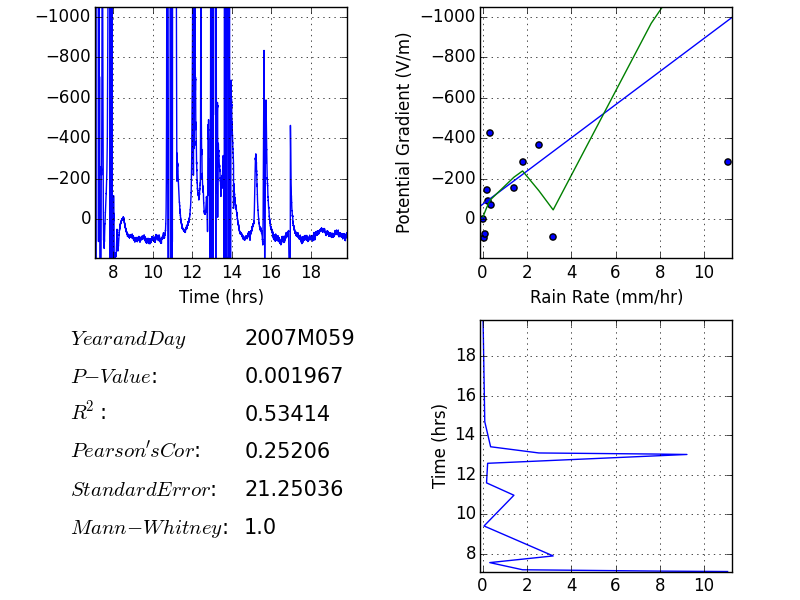 −1000
−800
−600
−400
−200
0
8 10 12 14 16 18
Time (hrs)
Potential Gradient (V/m)
−1000
−800
−600
−400
−200
0
0 2 4 6 8 10
Rain Rate (mm/hr)
YearandDay 2007M059
P−Value: 0.001967
R²: 0.53414
Pearson'sCor: 0.25206
StandardError: 21.25036
Mann−Whitney: 1.0
Time (hrs)
18
16
14
12
10
8
0 2 4 6 8 10